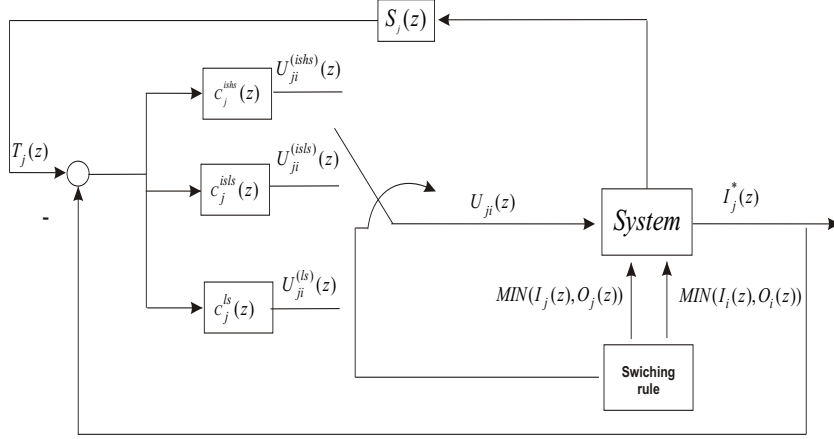 S_j(z)
U_{ji}^{(ishs)}(z)
c_j^{ishs}(z)
T_j(z)
U_{ji}^{(isls)}(z)
c_j^{isls}(z)
-
U_{ji}(z)
System
I_j^*(z)
U_{ji}^{(ls)}(z)
c_j^{ls}(z)
MIN(I_j(z),O_j(z))
MIN(I_i(z),O_i(z))
Swiching
rule